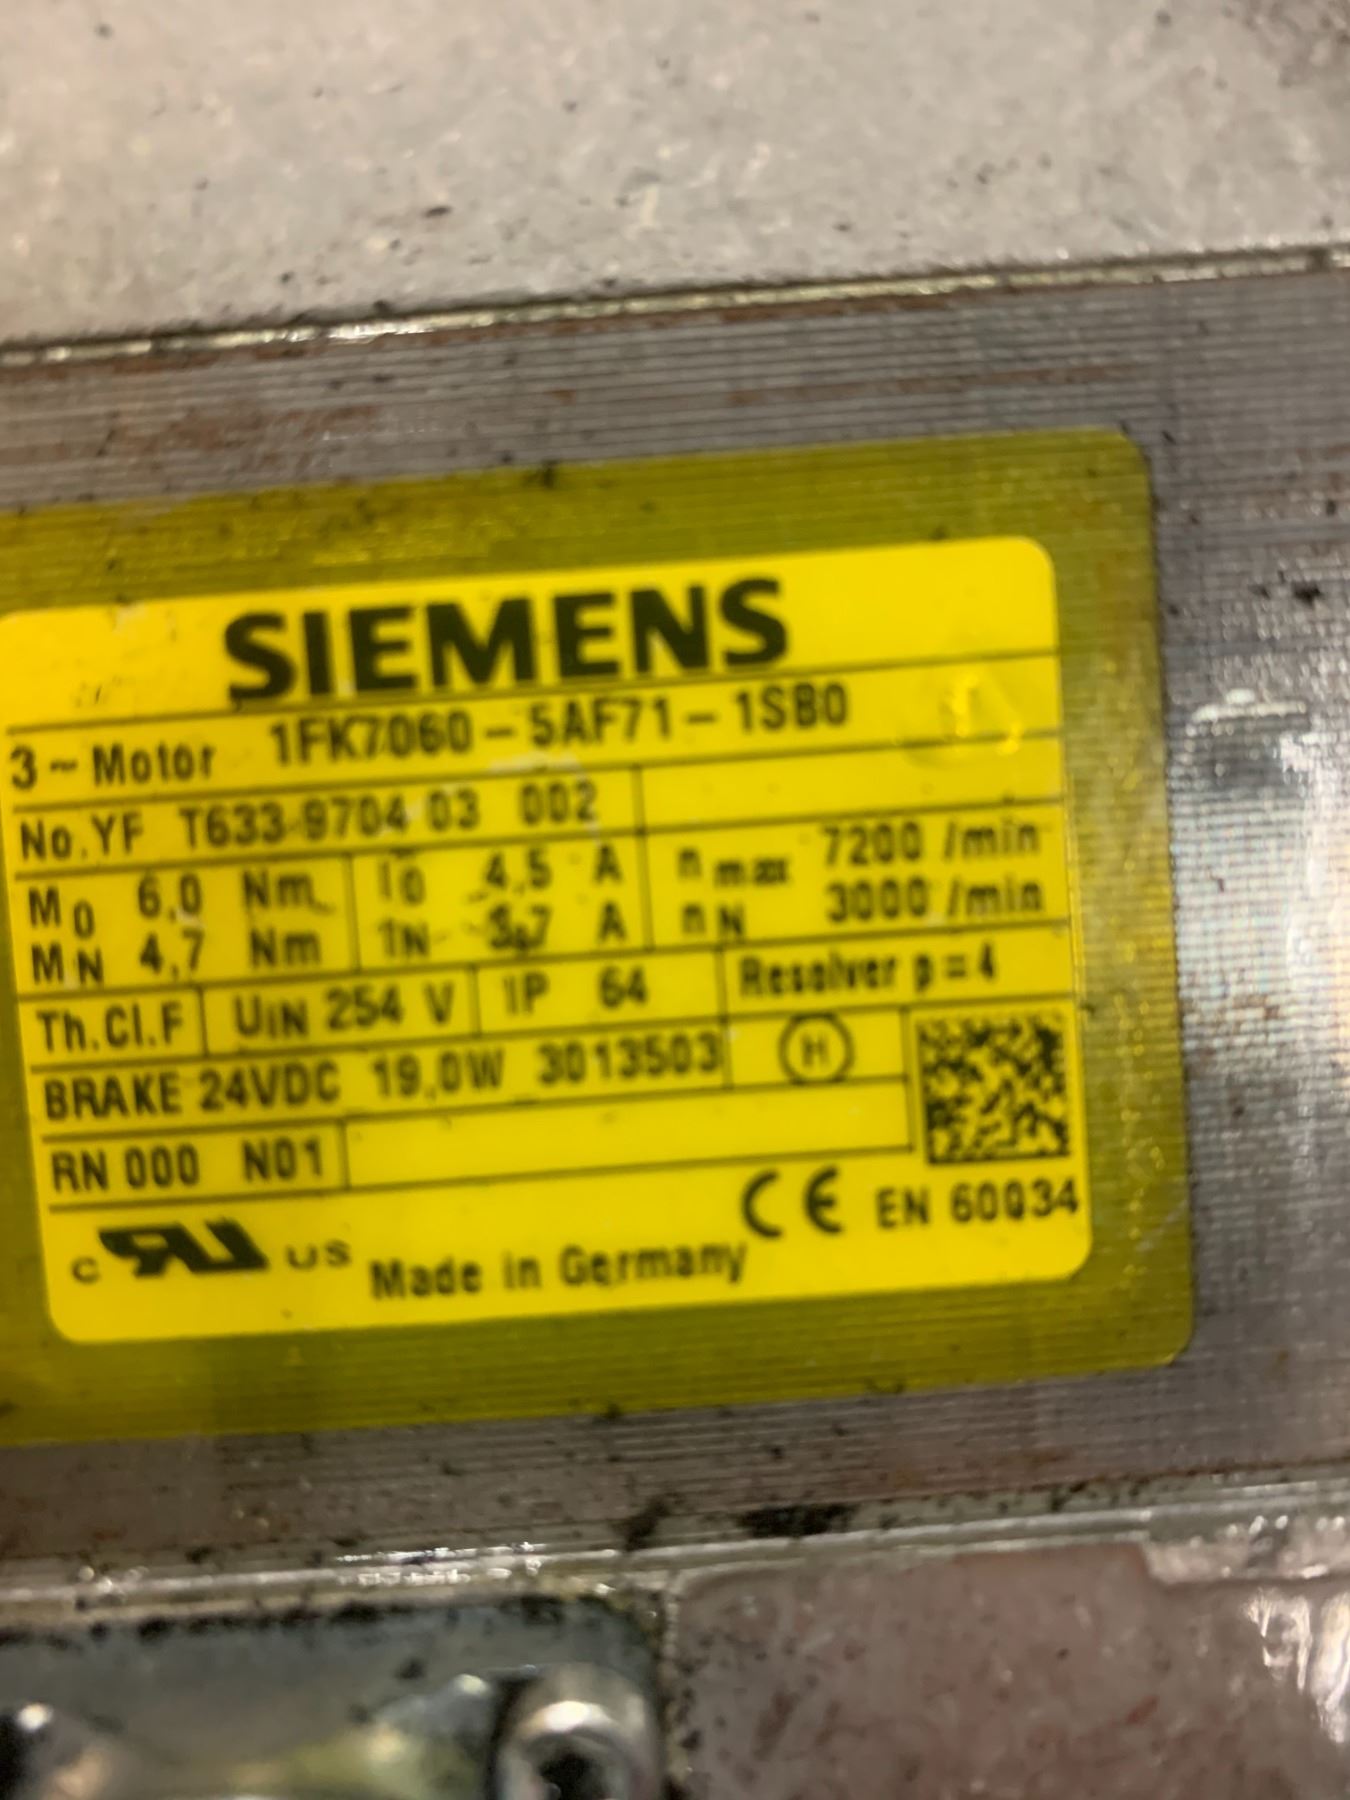 SIEMENS
3~Motor 1FK7060-5AF71-1SB0
No.YF T633-9704 03 002
M0 6,0 Nm I0 4,5 A nmax 7200 /min
MN 4,7 Nm IN 3,7 A nN 3000 /min
Th.Cl.F UIN 254 V IP 64 Resolver p=4
BRAKE 24VDC 19,0W 3013503 H
RN 000 N01
CE EN 60034
c RU US Made in Germany